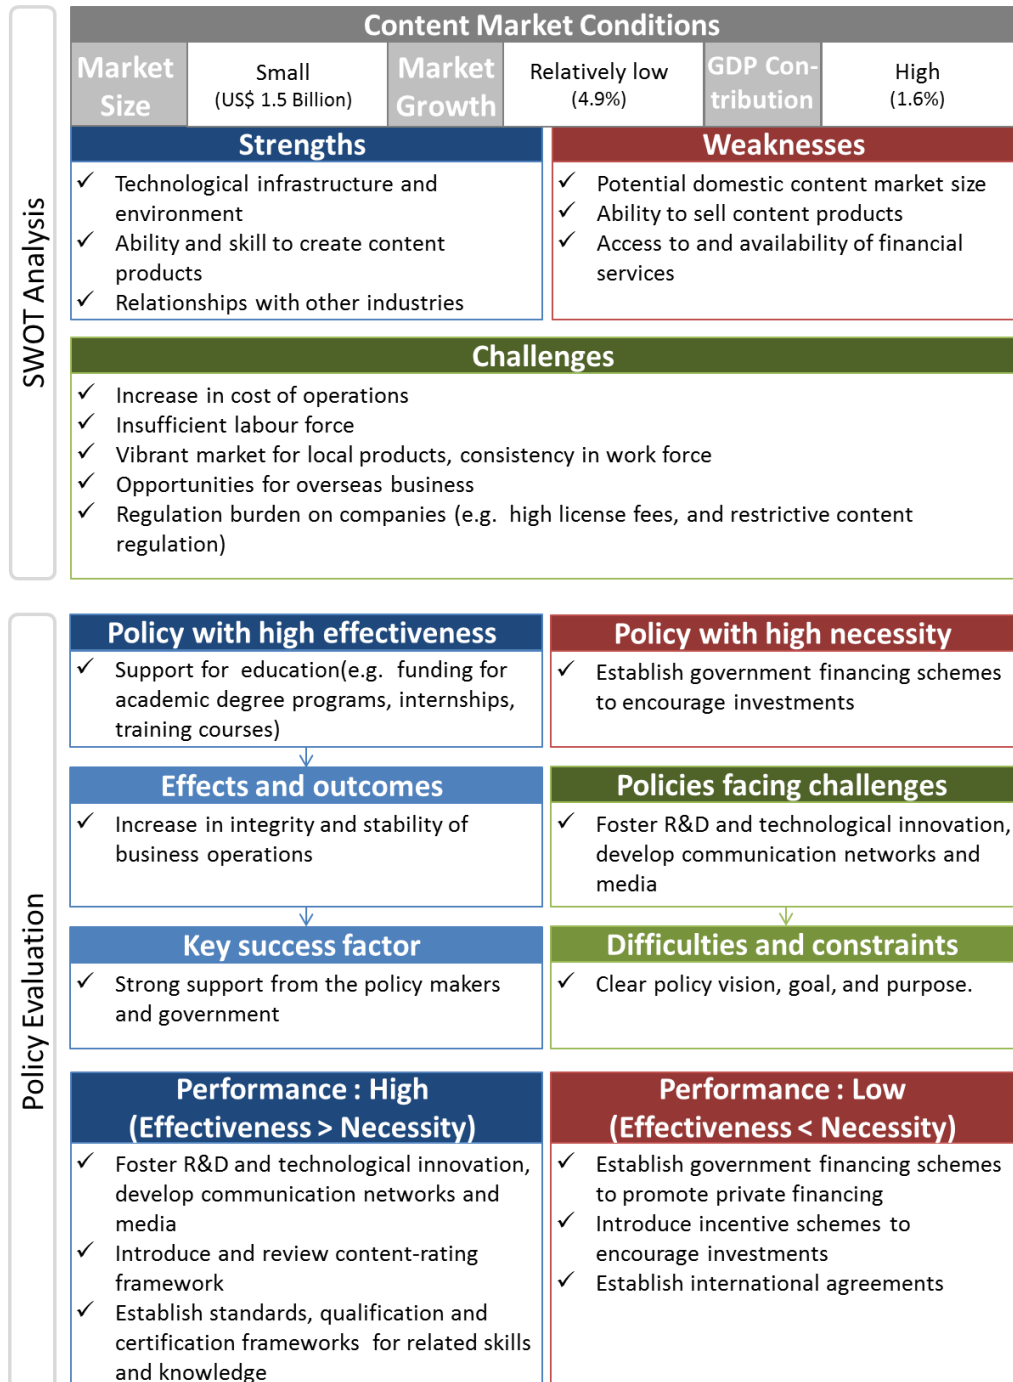 Content Market Conditions
Market Size
Small
(US$ 1.5 Billion)
Market Growth
Relatively low
(4.9%)
GDP Con-
tribution
High
(1.6%)
SWOT Analysis
Strengths
✓ Technological infrastructure and
environment
✓ Ability and skill to create content
products
✓ Relationships with other industries
Weaknesses
✓ Potential domestic content market size
✓ Ability to sell content products
✓ Access to and availability of financial
services
Challenges
✓ Increase in cost of operations
✓ Insufficient labour force
✓ Vibrant market for local products, consistency in work force
✓ Opportunities for overseas business
✓ Regulation burden on companies (e.g. high license fees, and restrictive content
regulation)
Policy Evaluation
Policy with high effectiveness
✓ Support for education(e.g. funding for
academic degree programs, internships,
training courses)
Policy with high necessity
✓ Establish government financing schemes
to encourage investments
Effects and outcomes
✓ Increase in integrity and stability of
business operations
Policies facing challenges
✓ Foster R&D and technological innovation,
develop communication networks and
media
Key success factor
✓ Strong support from the policy makers
and government
Difficulties and constraints
✓ Clear policy vision, goal, and purpose.
Performance : High
(Effectiveness > Necessity)
✓ Foster R&D and technological innovation,
develop communication networks and
media
✓ Introduce and review content-rating
framework
✓ Establish standards, qualification and
certification frameworks for related skills
and knowledge
Performance : Low
(Effectiveness < Necessity)
✓ Establish government financing schemes
to promote private financing
✓ Introduce incentive schemes to
encourage investments
✓ Establish international agreements